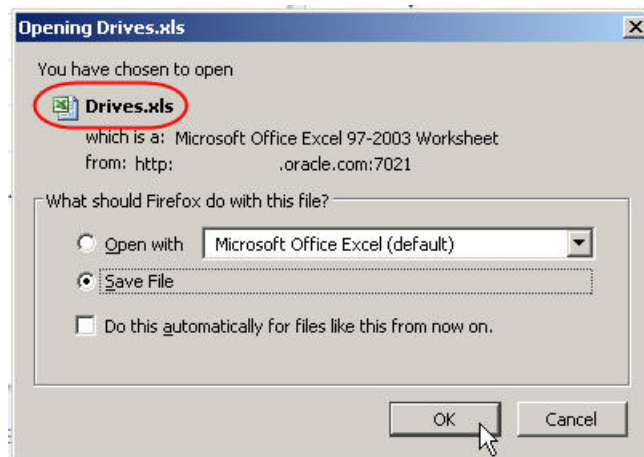 Opening Drives.xls
You have chosen to open
Drives.xls
which is a: Microsoft Office Excel 97-2003 Worksheet
from: http: .oracle.com:7021
What should Firefox do with this file?
Open with Microsoft Office Excel (default)
Save File
Do this automatically for files like this from now on.
OK Cancel